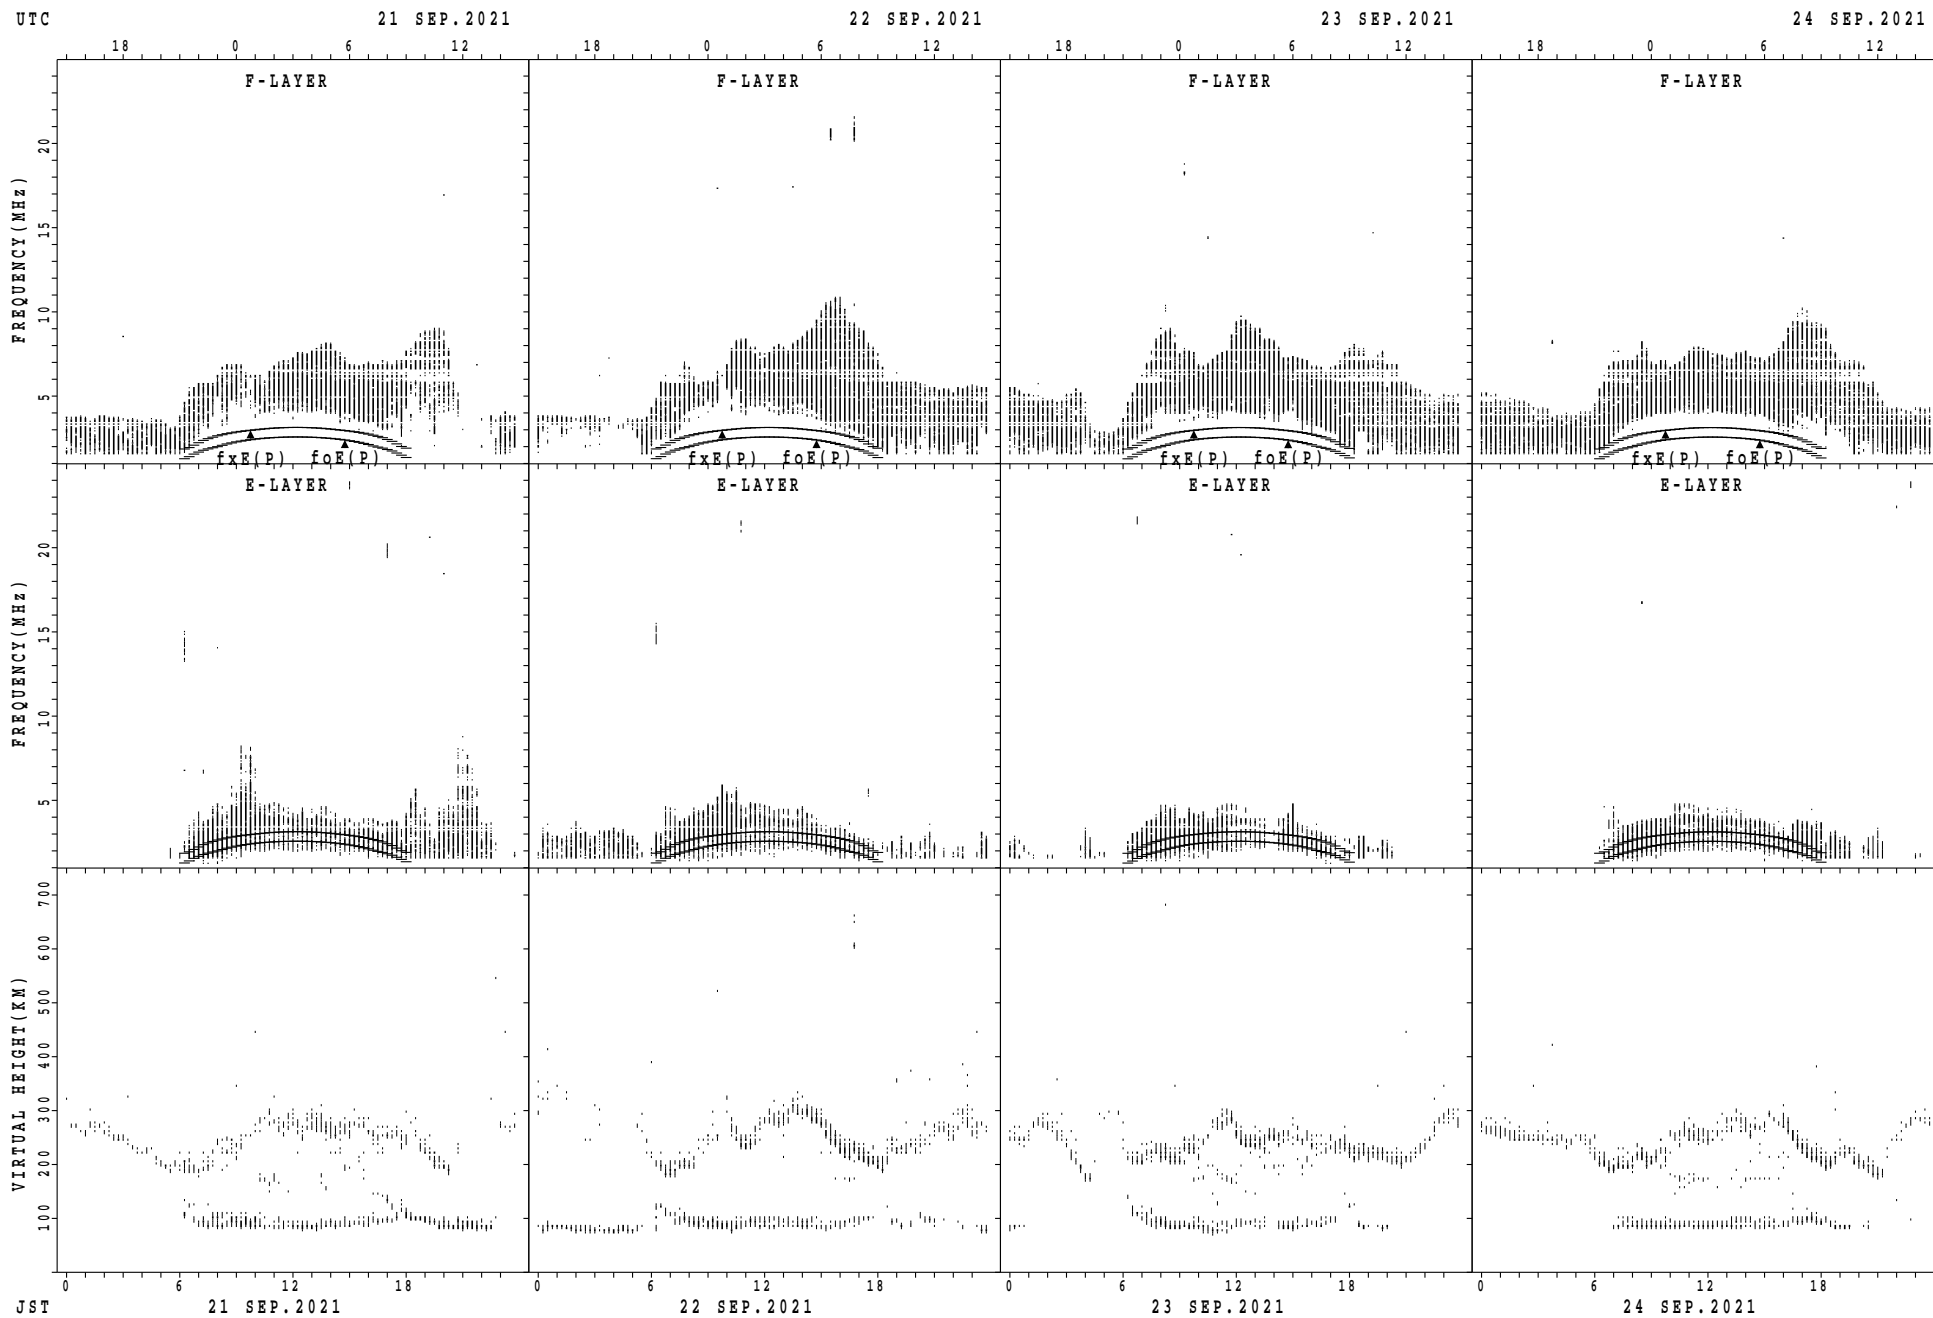 UTC 21 SEP.2021 22 SEP.2021 23 SEP.2021 24 SEP.2021
18 0 6 12 18 0 6 12 18 0 6 12 18 0 6 12
F-LAYER F-LAYER F-LAYER F-LAYER
FREQUENCY(MHz)
20
15
10
5
fxE(P) foE(P) fxE(P) foE(P) fxE(P) foE(P) fxE(P) foE(P)
E-LAYER E-LAYER E-LAYER E-LAYER
FREQUENCY(MHz)
20
15
10
5
VIRTUAL HEIGHT(KM)
700
600
500
400
300
200
100
0 6 12 18 0 6 12 18 0 6 12 18 0 6 12 18
JST 21 SEP.2021 22 SEP.2021 23 SEP.2021 24 SEP.2021